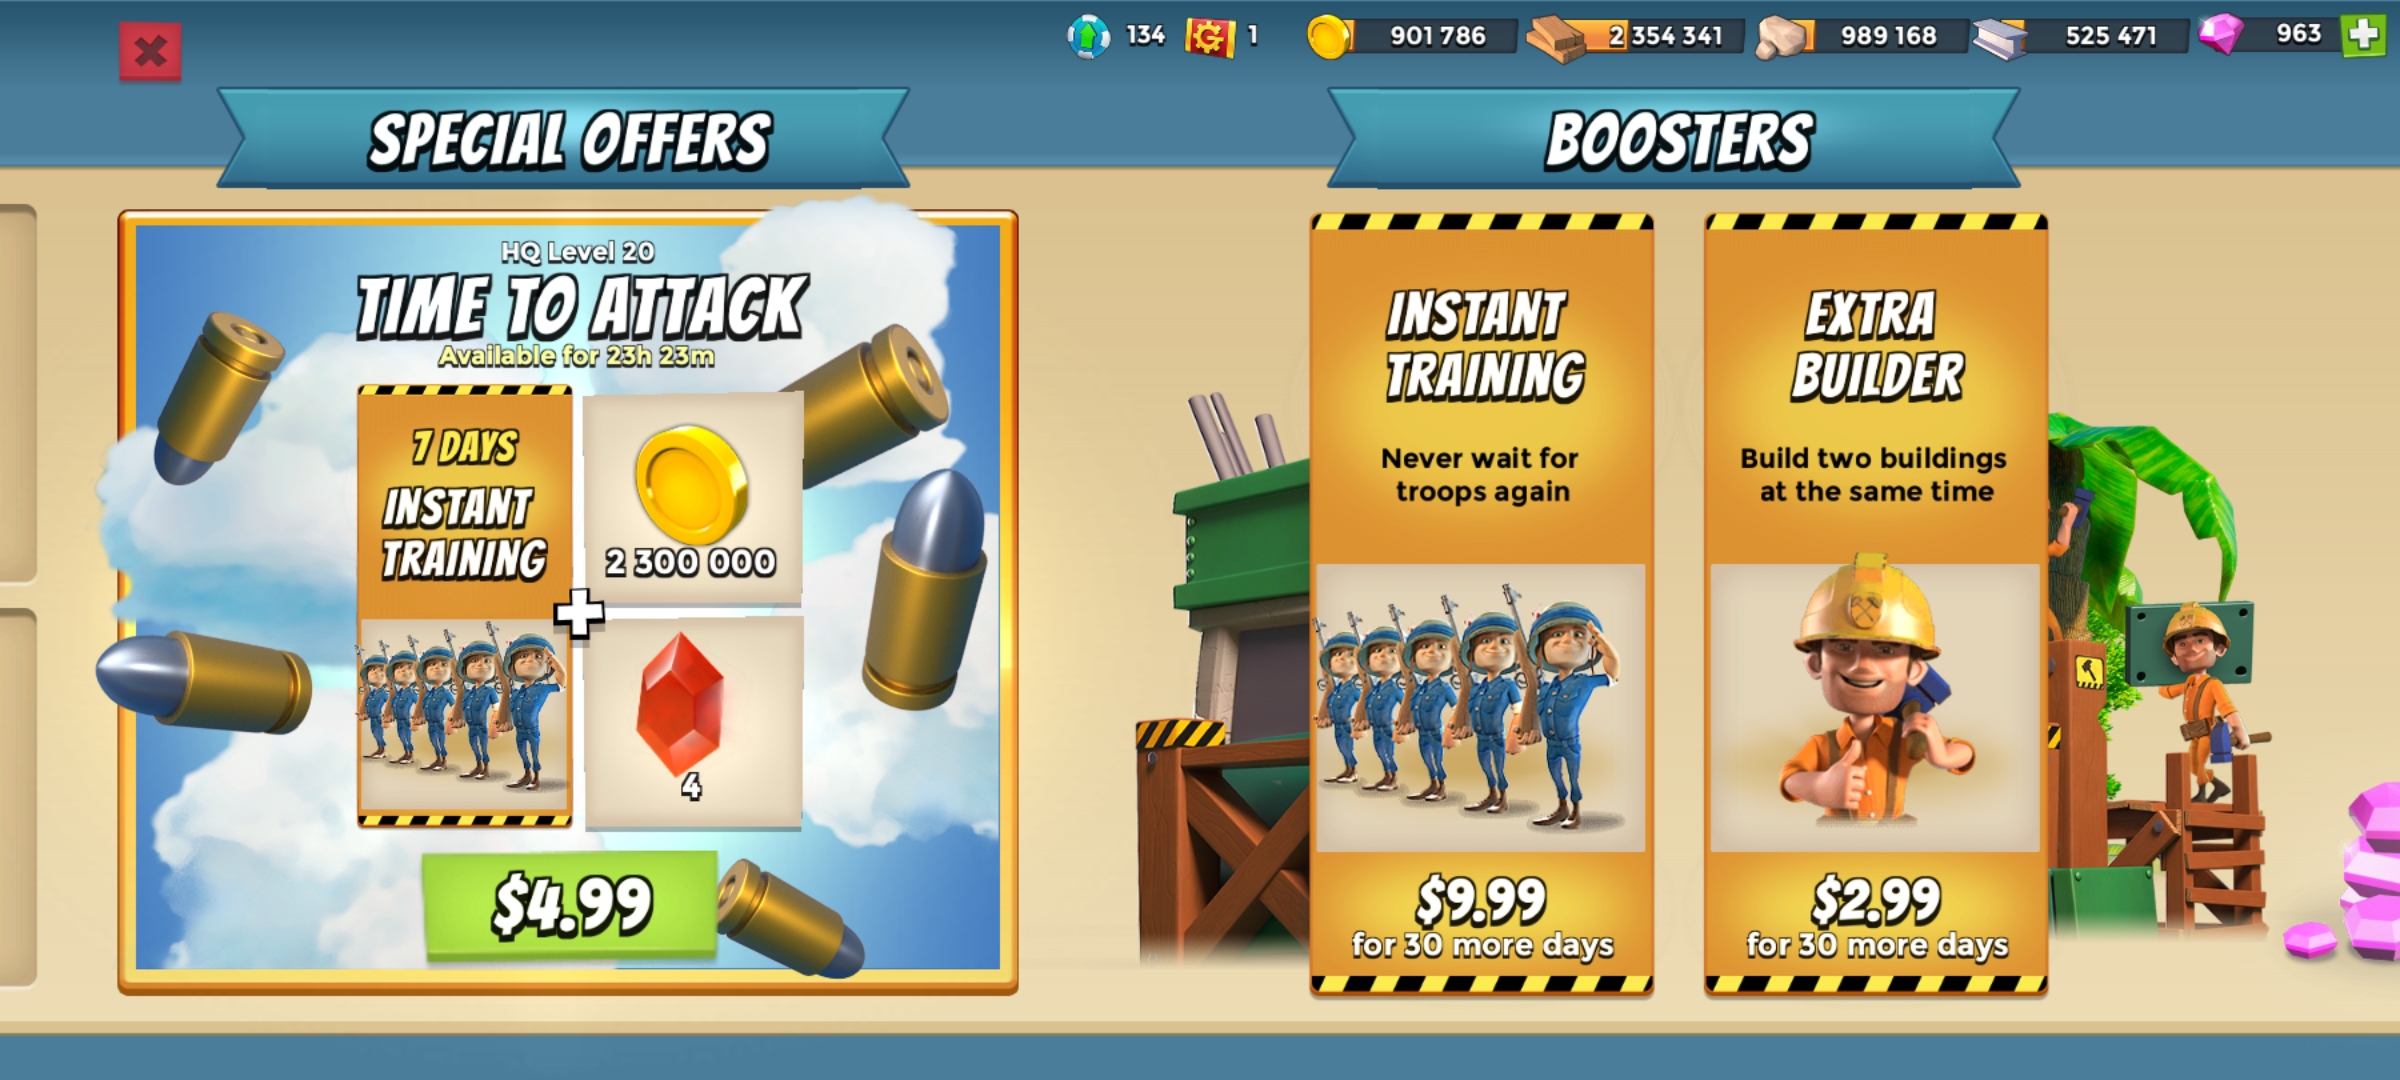 134
1
901 786
2 354 341
989 168
525 471
963
SPECIAL OFFERS
HQ Level 20
TIME TO ATTACK
Available for 23h 23m
7 DAYS
INSTANT
TRAINING
2 300 000
4
$4.99
BOOSTERS
INSTANT
TRAINING
Never wait for
troops again
$9.99
for 30 more days
EXTRA
BUILDER
Build two buildings
at the same time
$2.99
for 30 more days